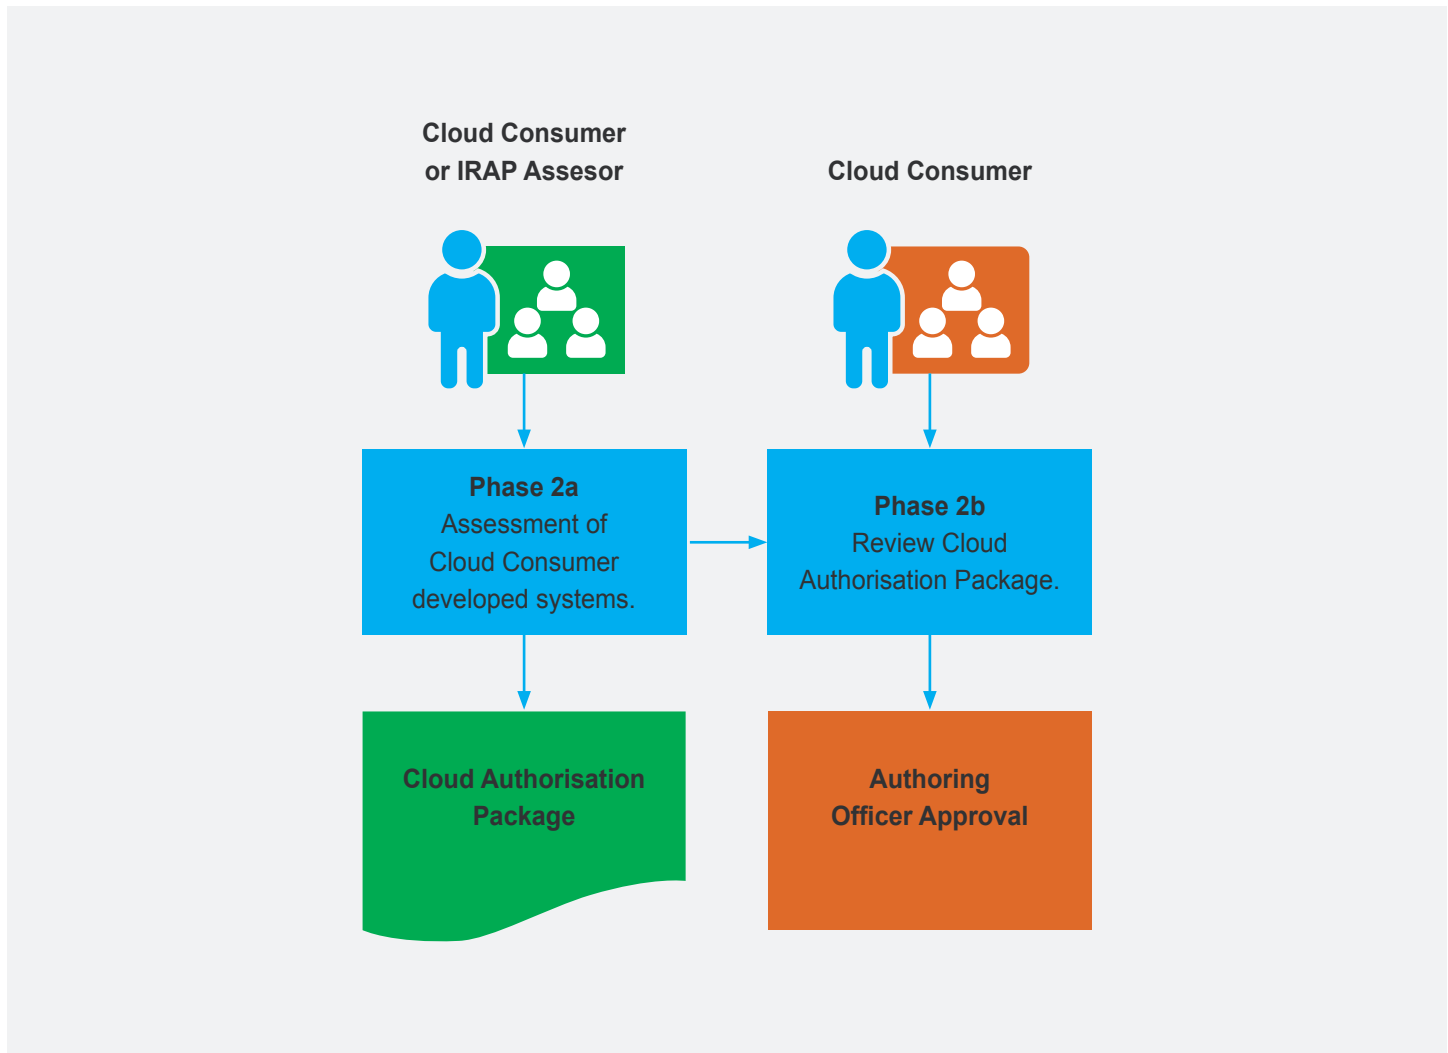 Cloud Consumer
or IRAP Assesor
Cloud Consumer
Phase 2a
Assessment of
Cloud Consumer
developed systems.
Phase 2b
Review Cloud
Authorisation Package.
Cloud Authorisation
Package
Authoring
Officer Approval